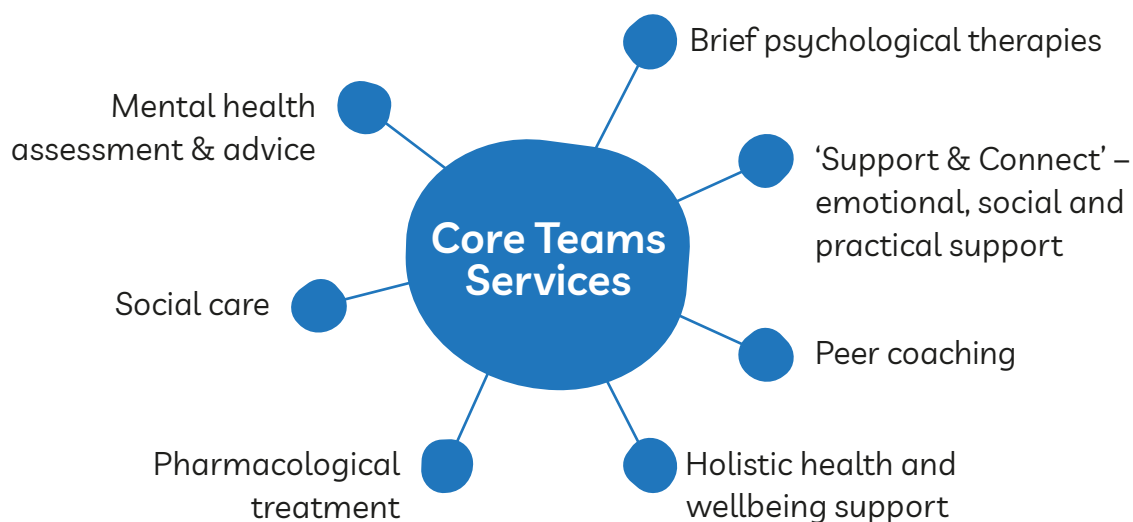 Brief psychological therapies
Mental health
assessment & advice
‘Support & Connect’ –
emotional, social and
practical support
Core Teams
Services
Social care
Peer coaching
Pharmacological
treatment
Holistic health and
wellbeing support